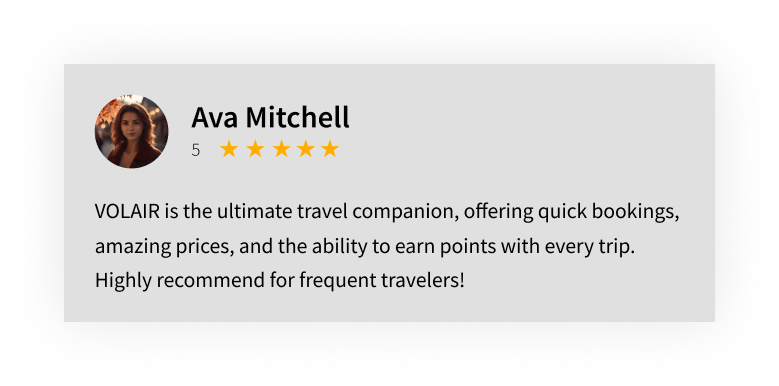 Ava Mitchell
5 ★ ★ ★ ★ ★
VOLAIR is the ultimate travel companion, offering quick bookings,
amazing prices, and the ability to earn points with every trip.
Highly recommend for frequent travelers!